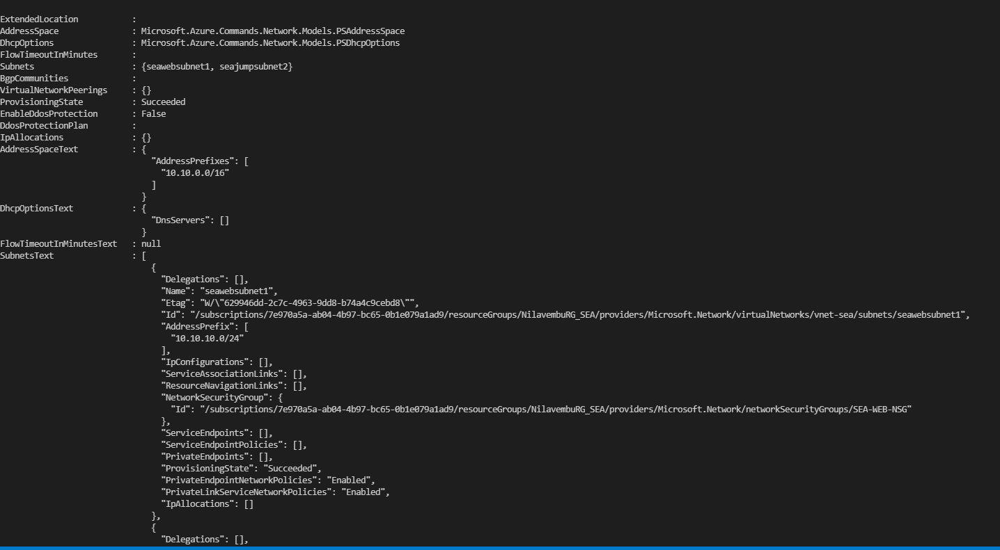 ExtendedLocation           :
AddressSpace               : Microsoft.Azure.Commands.Network.Models.PSAddressSpace
DhcpOptions                : Microsoft.Azure.Commands.Network.Models.PSDhcpOptions
FlowTimeoutInMinutes       :
Subnets                    : {seawebsubnet1, seajumpsubnet2}
BgpCommunities             :
VirtualNetworkPeerings     : {}
ProvisioningState          : Succeeded
EnableDdosProtection       : False
DdosProtectionPlan         :
IpAllocations              : {}
AddressSpaceText           : {
                               "AddressPrefixes": [
                                 "10.10.0.0/16"
                               ]
                             }
DhcpOptionsText            : {
                               "DnsServers": []
                             }
FlowTimeoutInMinutesText   : null
SubnetsText                : [
                               {
                                 "Delegations": [],
                                 "Name": "seawebsubnet1",
                                 "Etag": "W/\"629946dd-2c7c-4963-9dd8-b74a4c9cebd8\"",
                                 "Id": "/subscriptions/7e970a5a-ab04-4b97-bc65-0b1e079a1ad9/resourceGroups/NilavembuRG_SEA/providers/Microsoft.Network/virtualNetworks/vnet-sea/subnets/seawebsubnet1",
                                 "AddressPrefix": [
                                   "10.10.10.0/24"
                                 ],
                                 "IpConfigurations": [],
                                 "ServiceAssociationLinks": [],
                                 "ResourceNavigationLinks": [],
                                 "NetworkSecurityGroup": {
                                   "Id": "/subscriptions/7e970a5a-ab04-4b97-bc65-0b1e079a1ad9/resourceGroups/NilavembuRG_SEA/providers/Microsoft.Network/networkSecurityGroups/SEA-WEB-NSG"
                                 },
                                 "ServiceEndpoints": [],
                                 "ServiceEndpointPolicies": [],
                                 "PrivateEndpoints": [],
                                 "ProvisioningState": "Succeeded",
                                 "PrivateEndpointNetworkPolicies": "Enabled",
                                 "PrivateLinkServiceNetworkPolicies": "Enabled",
                                 "IpAllocations": []
                               },
                               {
                                 "Delegations": [],